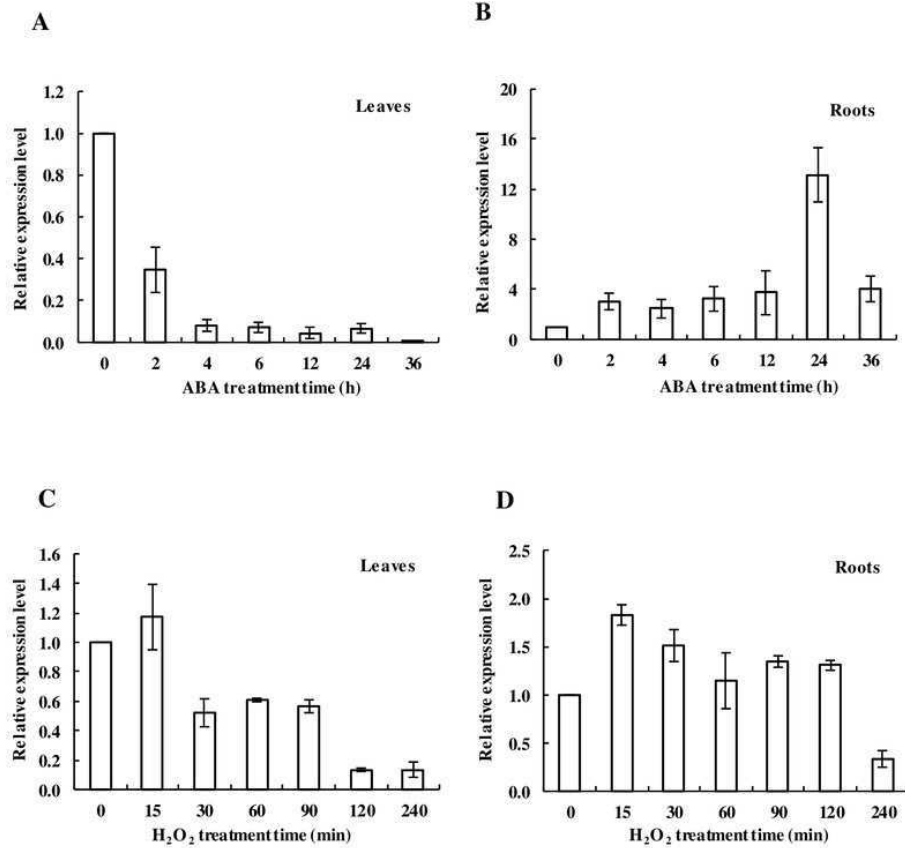 A
Leaves
Relative expression level
1.2
1.0
0.8
0.6
0.4
0.2
0.0
0 2 4 6 12 24 36
ABA treatment time (h)
B
Roots
Relative expression level
20
16
12
8
4
0
0 2 4 6 12 24 36
ABA treatment time (h)
C
Leaves
Relative expression level
1.6
1.4
1.2
1.0
0.8
0.6
0.4
0.2
0.0
0 15 30 60 90 120 240
H₂O₂ treatment time (min)
D
Roots
Relative expression level
2.5
2.0
1.5
1.0
0.5
0.0
0 15 30 60 90 120 240
H₂O₂ treatment time (min)